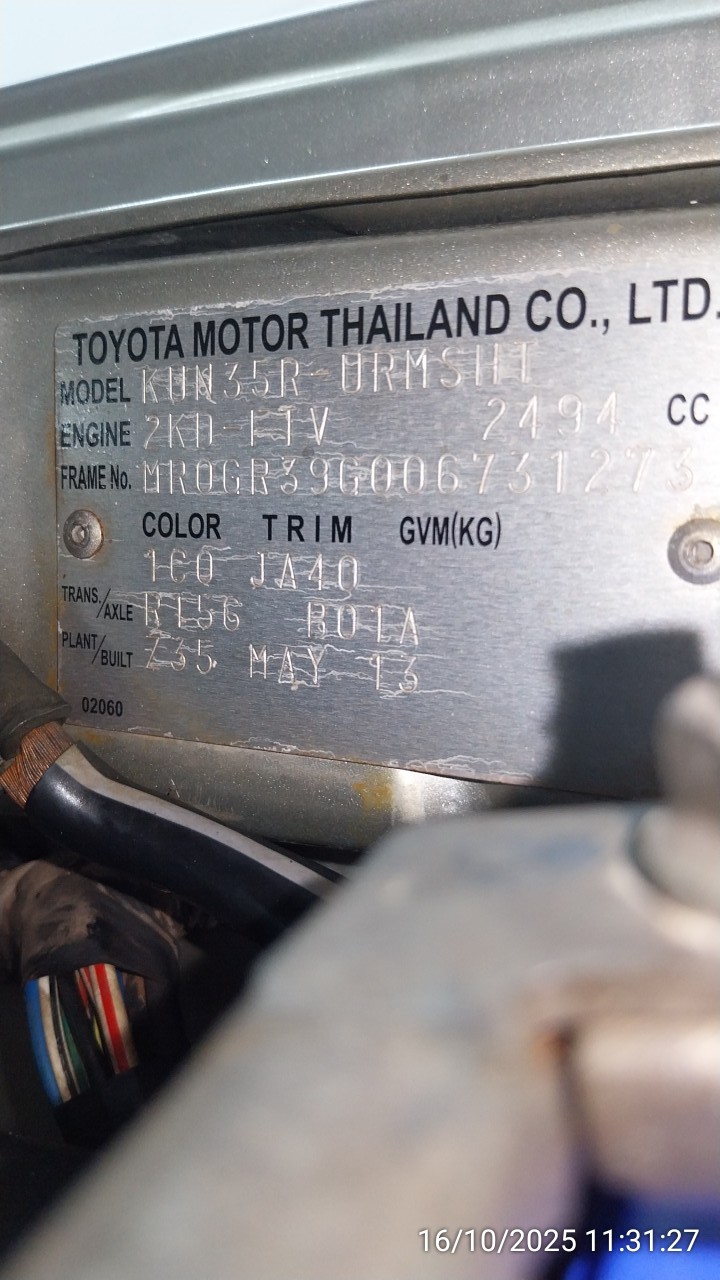 TOYOTA MOTOR THAILAND CO., LTD.
MODEL KUN35R-URMSHT
ENGINE 2KD-FTV 2494 CC
FRAME No. MR0GR39G006731273
COLOR TRIM GVM(KG)
1C0 JA40
TRANS./AXLE R156 B01A
PLANT/BUILT Z35 MAY 13
02060
16/10/2025 11:31:27